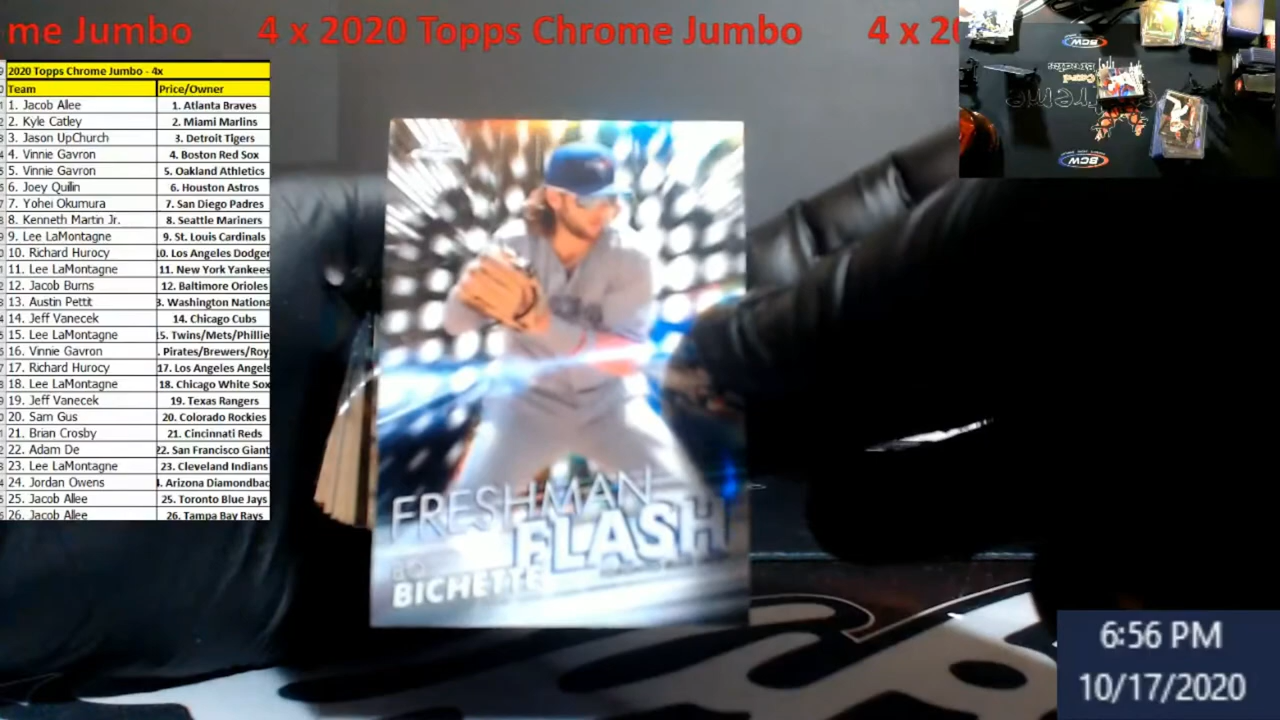 me Jumbo 4 x 2020 Topps Chrome Jumbo 4 x 20
2020 Topps Chrome Jumbo - 4x
Team Price/Owner
1. Jacob Allee 1. Atlanta Braves
2. Kyle Catley 2. Miami Marlins
3. Jason UpChurch 3. Detroit Tigers
4. Vinnie Gavron 4. Boston Red Sox
5. Vinnie Gavron 5. Oakland Athletics
6. Joey Quilin 6. Houston Astros
7. Yohei Okumura 7. San Diego Padres
8. Kenneth Martin Jr. 8. Seattle Mariners
9. Lee LaMontagne 9. St. Louis Cardinals
10. Richard Hurocy 10. Los Angeles Dodger
11. Lee LaMontagne 11. New York Yankees
12. Jacob Burns 12. Baltimore Orioles
13. Austin Pettit 3. Washington Nationa
14. Jeff Vanecek 14. Chicago Cubs
15. Lee LaMontagne 15. Twins/Mets/Phillie
16. Vinnie Gavron . Pirates/Brewers/Roy
17. Richard Hurocy 17. Los Angeles Angels
18. Lee LaMontagne 18. Chicago White Sox
19. Jeff Vanecek 19. Texas Rangers
20. Sam Gus 20. Colorado Rockies
21. Brian Crosby 21. Cincinnati Reds
22. Adam De 22. San Francisco Giant
23. Lee LaMontagne 23. Cleveland Indians
24. Jordan Owens 4. Arizona Diamondbac
25. Jacob Allee 25. Toronto Blue Jays
26. Jacob Allee 26. Tampa Bay Rays
FRESHMAN
FLASH
BO
BICHETTE
BGW
BGW
6:56 PM
10/17/2020